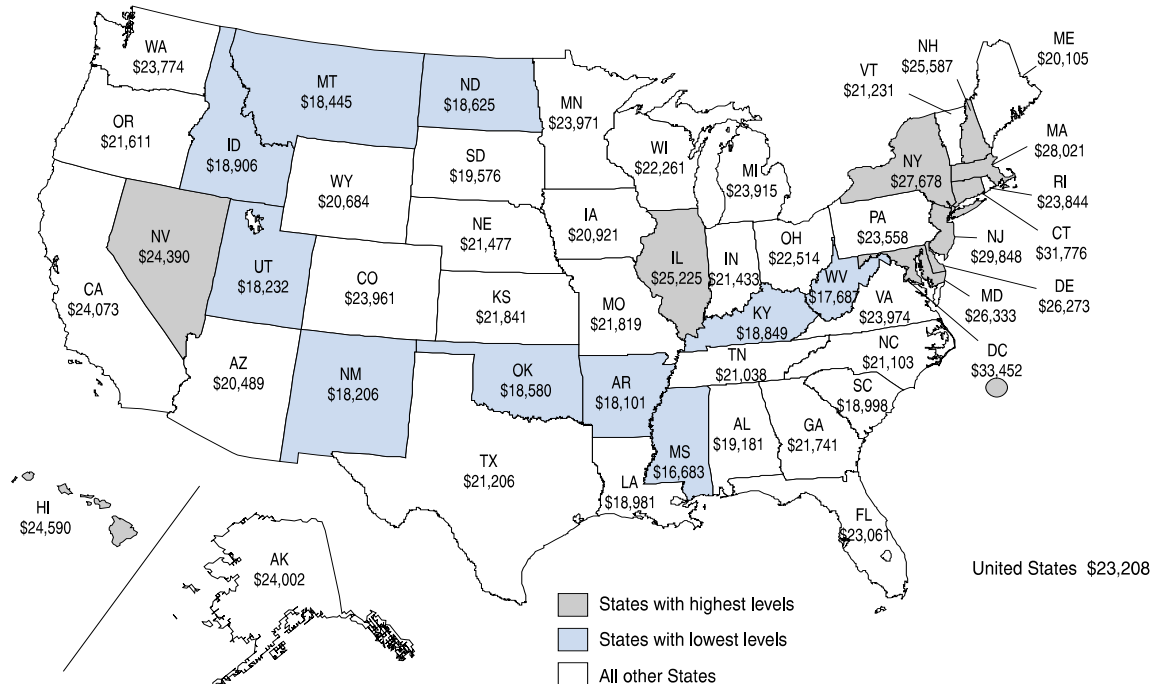 WA
$23,774
OR
$21,611
CA
$24,073
ID
$18,906
NV
$24,390
MT
$18,445
WY
$20,684
UT
$18,232
AZ
$20,489
CO
$23,961
NM
$18,206
ND
$18,625
SD
$19,576
NE
$21,477
KS
$21,841
OK
$18,580
TX
$21,206
MN
$23,971
IA
$20,921
MO
$21,819
AR
$18,101
LA
$18,981
WI
$22,261
IL
$25,225
MI
$23,915
IN
$21,433
OH
$22,514
KY
$18,849
TN
$21,038
MS
$16,683
AL
$19,181
GA
$21,741
FL
$23,061
SC
$18,998
NC
$21,103
VA
$23,974
WV
$17,687
PA
$23,558
NY
$27,678
VT
$21,231
NH
$25,587
ME
$20,105
MA
$28,021
RI
$23,844
CT
$31,776
NJ
$29,848
DE
$26,273
MD
$26,333
DC
$33,452
HI
$24,590
AK
$24,002
United States $23,208
States with highest levels
States with lowest levels
All other States